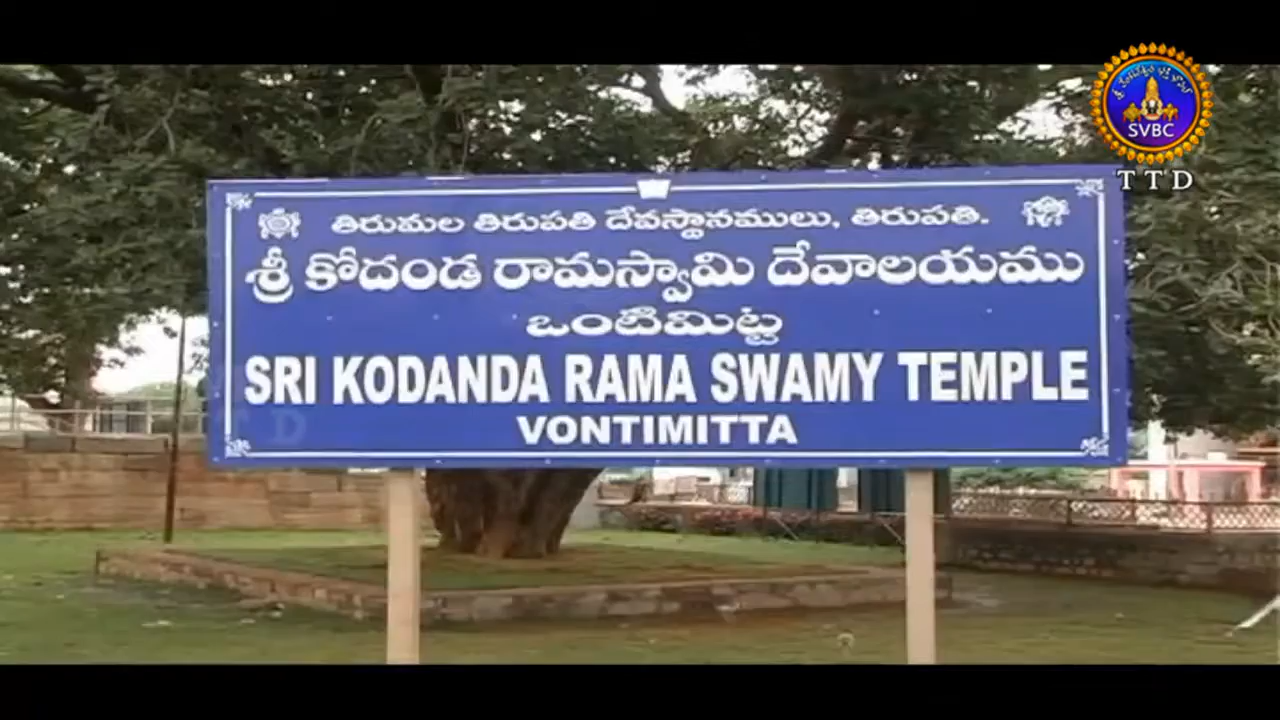 తిరుమల తిరుపతి దేవస్థానములు, తిరుపతి.
శ్రీ కోదండ రామస్వామి దేవాలయము
ఒంటిమిట్ట
SRI KODANDA RAMA SWAMY TEMPLE
VONTIMITTA
SVBC
TTD